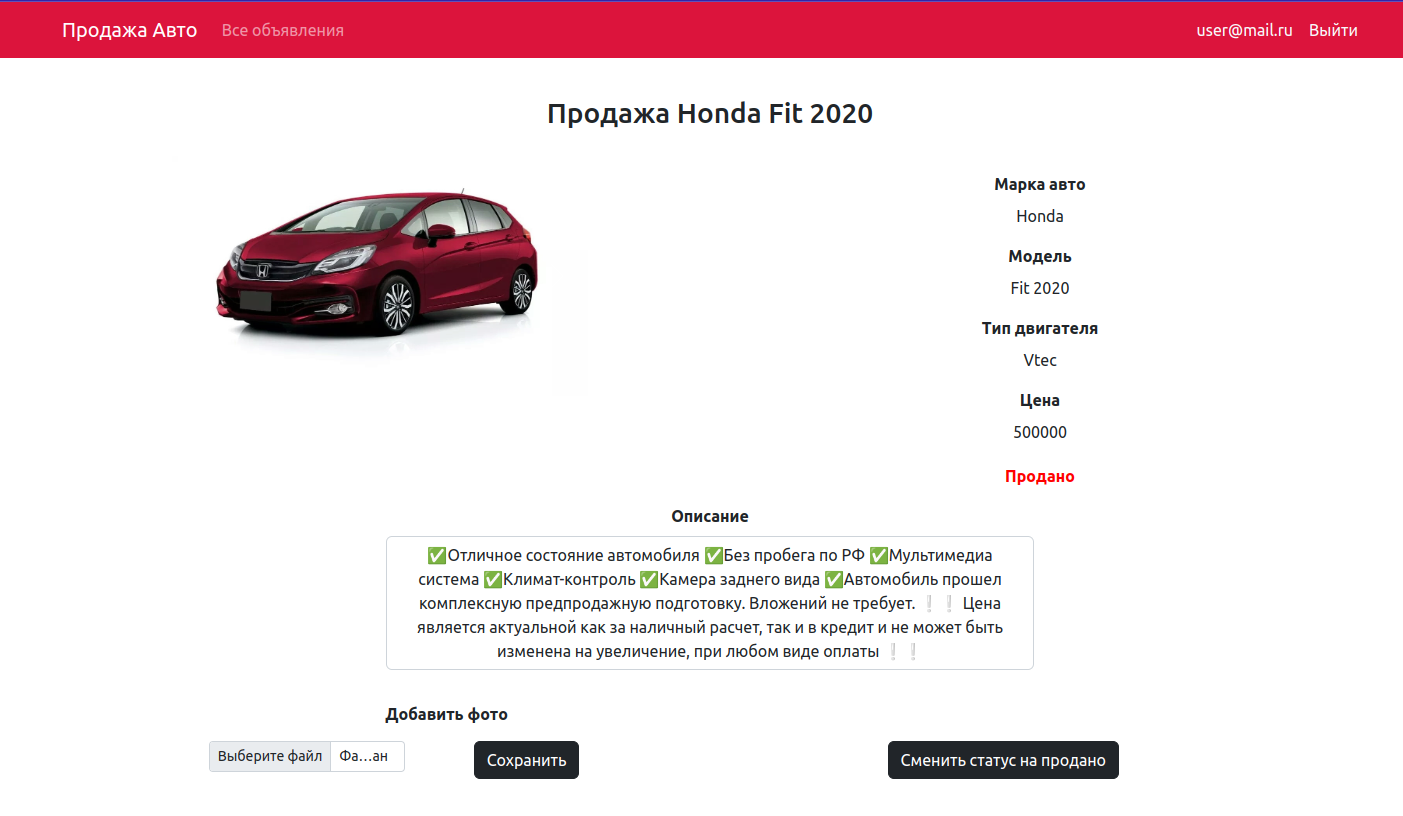 Продажа Авто Все объявления user@mail.ru Выйти
Продажа Honda Fit 2020
Марка авто
Honda
Модель
Fit 2020
Тип двигателя
Vtec
Цена
500000
Продано
Описание
✅Отличное состояние автомобиля ✅Без пробега по РФ ✅Мультимедиа
система ✅Климат-контроль ✅Камера заднего вида ✅Автомобиль прошел
комплексную предпродажную подготовку. Вложений не требует. ❕❕ Цена
является актуальной как за наличный расчет, так и в кредит и не может быть
изменена на увеличение, при любом виде оплаты ❕❕
Добавить фото
Выберите файл Фа…ан Сохранить Сменить статус на продано